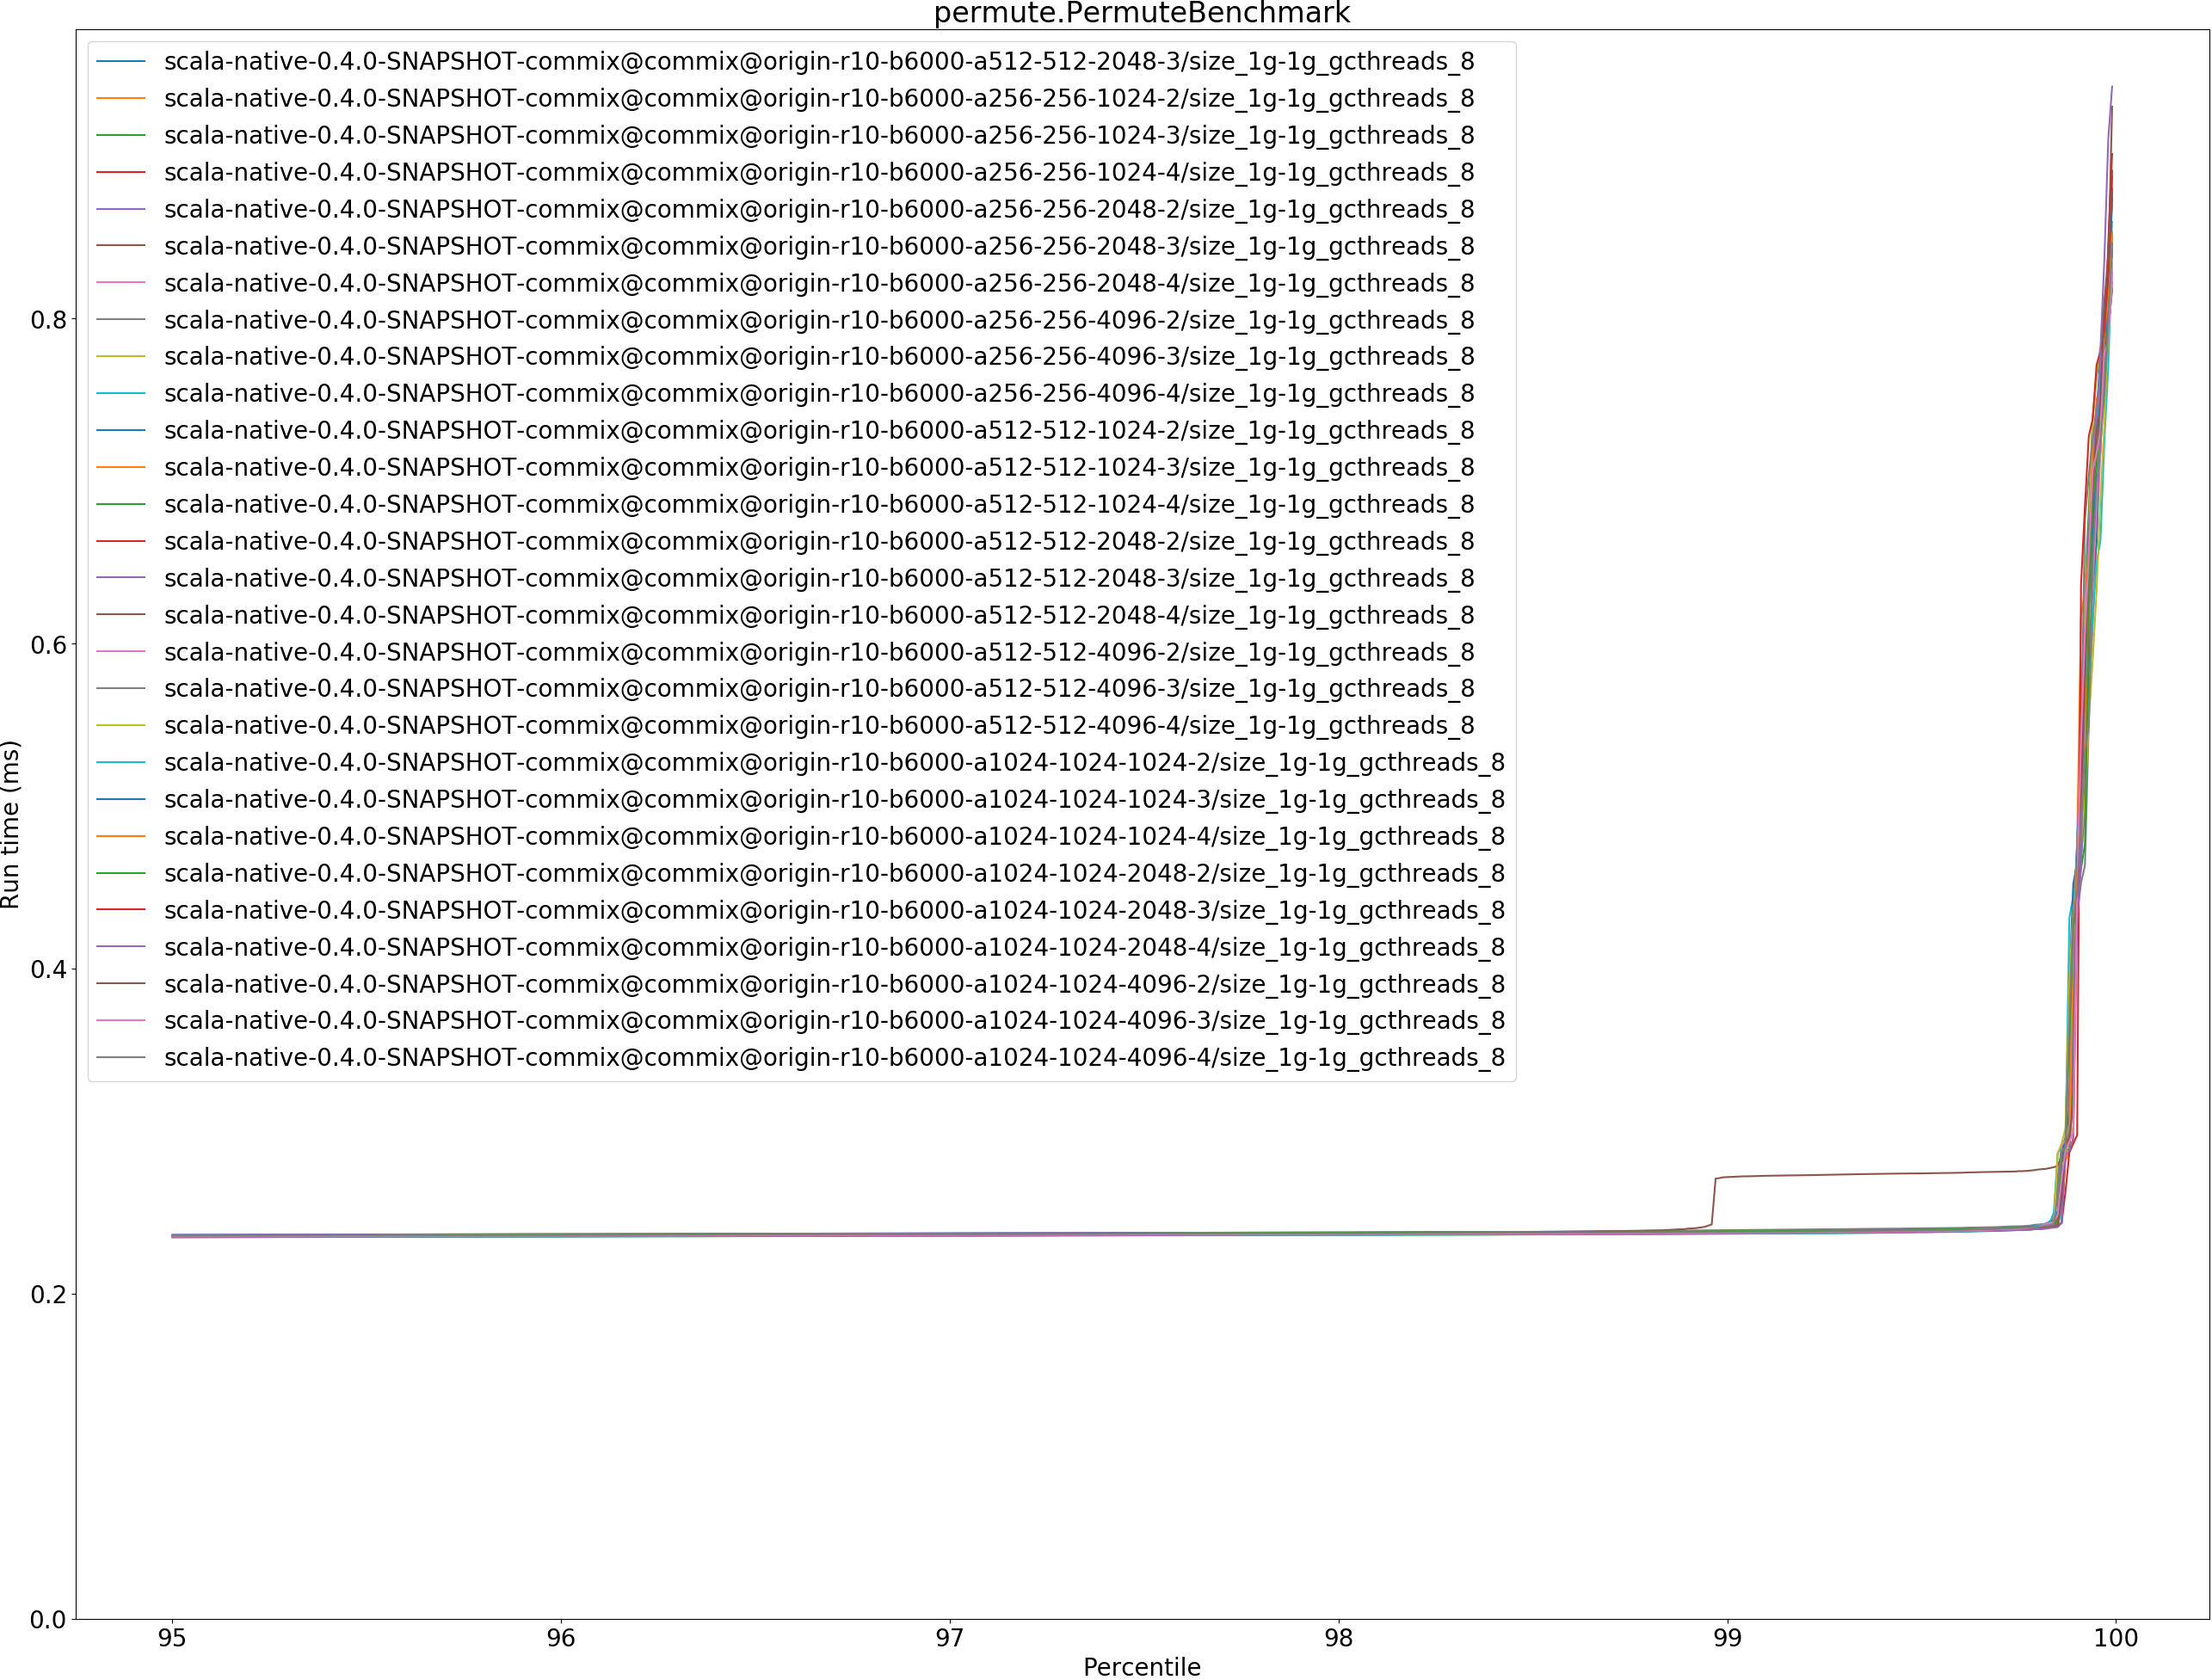 permute.PermuteBenchmark
scala-native-0.4.0-SNAPSHOT-commix@commix@origin-r10-b6000-a512-512-2048-3/size_1g-1g_gcthreads_8
scala-native-0.4.0-SNAPSHOT-commix@commix@origin-r10-b6000-a256-256-1024-2/size_1g-1g_gcthreads_8
scala-native-0.4.0-SNAPSHOT-commix@commix@origin-r10-b6000-a256-256-1024-3/size_1g-1g_gcthreads_8
scala-native-0.4.0-SNAPSHOT-commix@commix@origin-r10-b6000-a256-256-1024-4/size_1g-1g_gcthreads_8
scala-native-0.4.0-SNAPSHOT-commix@commix@origin-r10-b6000-a256-256-2048-2/size_1g-1g_gcthreads_8
scala-native-0.4.0-SNAPSHOT-commix@commix@origin-r10-b6000-a256-256-2048-3/size_1g-1g_gcthreads_8
scala-native-0.4.0-SNAPSHOT-commix@commix@origin-r10-b6000-a256-256-2048-4/size_1g-1g_gcthreads_8
scala-native-0.4.0-SNAPSHOT-commix@commix@origin-r10-b6000-a256-256-4096-2/size_1g-1g_gcthreads_8
scala-native-0.4.0-SNAPSHOT-commix@commix@origin-r10-b6000-a256-256-4096-3/size_1g-1g_gcthreads_8
scala-native-0.4.0-SNAPSHOT-commix@commix@origin-r10-b6000-a256-256-4096-4/size_1g-1g_gcthreads_8
scala-native-0.4.0-SNAPSHOT-commix@commix@origin-r10-b6000-a512-512-1024-2/size_1g-1g_gcthreads_8
scala-native-0.4.0-SNAPSHOT-commix@commix@origin-r10-b6000-a512-512-1024-3/size_1g-1g_gcthreads_8
scala-native-0.4.0-SNAPSHOT-commix@commix@origin-r10-b6000-a512-512-1024-4/size_1g-1g_gcthreads_8
scala-native-0.4.0-SNAPSHOT-commix@commix@origin-r10-b6000-a512-512-2048-2/size_1g-1g_gcthreads_8
scala-native-0.4.0-SNAPSHOT-commix@commix@origin-r10-b6000-a512-512-2048-3/size_1g-1g_gcthreads_8
scala-native-0.4.0-SNAPSHOT-commix@commix@origin-r10-b6000-a512-512-2048-4/size_1g-1g_gcthreads_8
scala-native-0.4.0-SNAPSHOT-commix@commix@origin-r10-b6000-a512-512-4096-2/size_1g-1g_gcthreads_8
scala-native-0.4.0-SNAPSHOT-commix@commix@origin-r10-b6000-a512-512-4096-3/size_1g-1g_gcthreads_8
scala-native-0.4.0-SNAPSHOT-commix@commix@origin-r10-b6000-a512-512-4096-4/size_1g-1g_gcthreads_8
scala-native-0.4.0-SNAPSHOT-commix@commix@origin-r10-b6000-a1024-1024-1024-2/size_1g-1g_gcthreads_8
scala-native-0.4.0-SNAPSHOT-commix@commix@origin-r10-b6000-a1024-1024-1024-3/size_1g-1g_gcthreads_8
scala-native-0.4.0-SNAPSHOT-commix@commix@origin-r10-b6000-a1024-1024-1024-4/size_1g-1g_gcthreads_8
scala-native-0.4.0-SNAPSHOT-commix@commix@origin-r10-b6000-a1024-1024-2048-2/size_1g-1g_gcthreads_8
scala-native-0.4.0-SNAPSHOT-commix@commix@origin-r10-b6000-a1024-1024-2048-3/size_1g-1g_gcthreads_8
scala-native-0.4.0-SNAPSHOT-commix@commix@origin-r10-b6000-a1024-1024-2048-4/size_1g-1g_gcthreads_8
scala-native-0.4.0-SNAPSHOT-commix@commix@origin-r10-b6000-a1024-1024-4096-2/size_1g-1g_gcthreads_8
scala-native-0.4.0-SNAPSHOT-commix@commix@origin-r10-b6000-a1024-1024-4096-3/size_1g-1g_gcthreads_8
scala-native-0.4.0-SNAPSHOT-commix@commix@origin-r10-b6000-a1024-1024-4096-4/size_1g-1g_gcthreads_8
Run time (ms)
0.8
0.6
0.4
0.2
0.0
95 96 97 98 99 100
Percentile